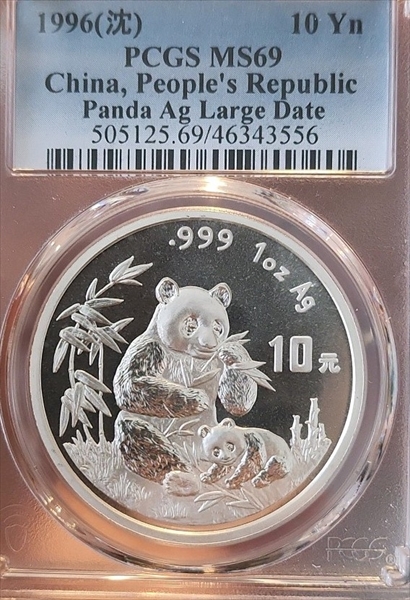 1996(沈) 10 Yn
PCGS MS69
China, People's Republic
Panda Ag Large Date
505125.69/46343556
.999 1oz Ag
10元
PCGS